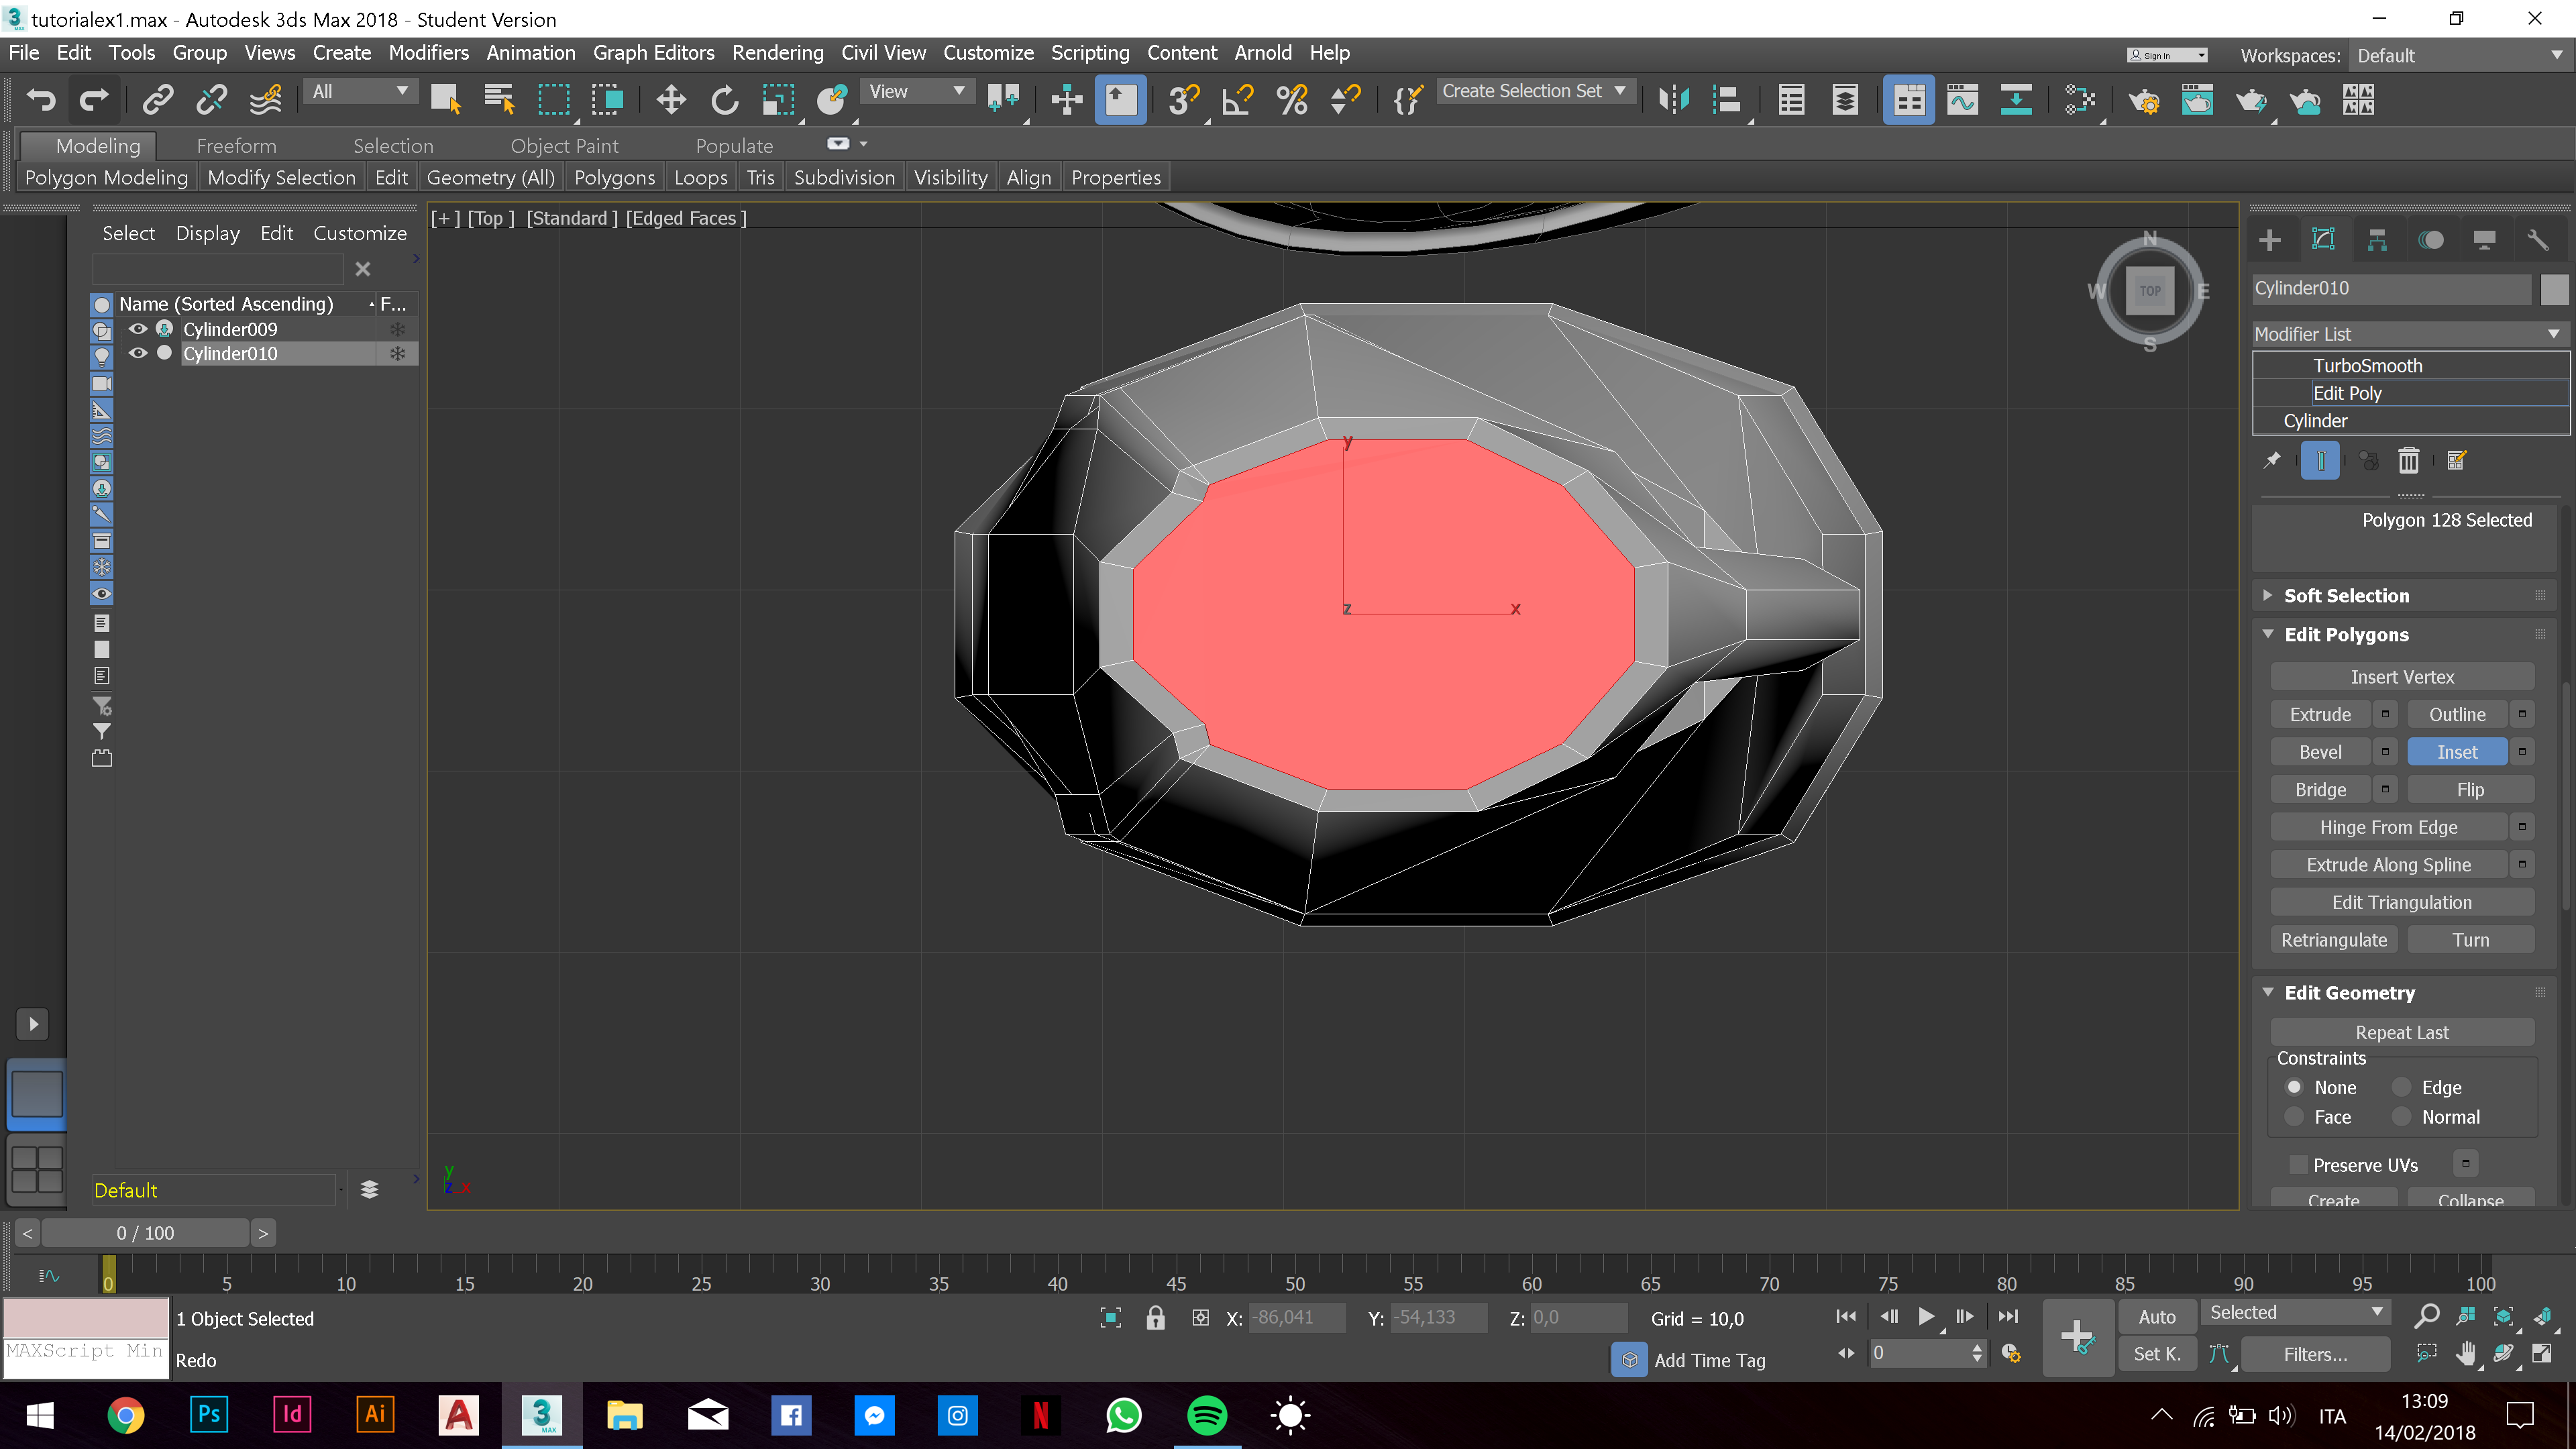 tutorialex1.max - Autodesk 3ds Max 2018 - Student Version
File Edit Tools Group Views Create Modifiers Animation Graph Editors Rendering Civil View Customize Scripting Content Arnold Help
Sign In
Workspaces: Default
All
View
Create Selection Set
Modeling Freeform Selection Object Paint Populate
Polygon Modeling Modify Selection Edit Geometry (All) Polygons Loops Tris Subdivision Visibility Align Properties
Select Display Edit Customize
Name (Sorted Ascending) F...
Cylinder009
Cylinder010
Default
[+] [Top ] [Standard ] [Edged Faces ]
y
z
x
N
W TOP E
S
y
z x
Cylinder010
Modifier List
TurboSmooth
Edit Poly
Cylinder
Polygon 128 Selected
Soft Selection
Edit Polygons
Insert Vertex
Extrude Outline
Bevel Inset
Bridge Flip
Hinge From Edge
Extrude Along Spline
Edit Triangulation
Retriangulate Turn
Edit Geometry
Repeat Last
Constraints
None Edge
Face Normal
Preserve UVs
Create Collapse
< 0 / 100 >
0 5 10 15 20 25 30 35 40 45 50 55 60 65 70 75 80 85 90 95 100
MAXScript Min
1 Object Selected
Redo
X: -86,041 Y: -54,133 Z: 0,0 Grid = 10,0
Add Time Tag
0
Auto Selected
Set K. Filters...
Ps Id Ai A 3 MAX N
ITA
13:09
14/02/2018